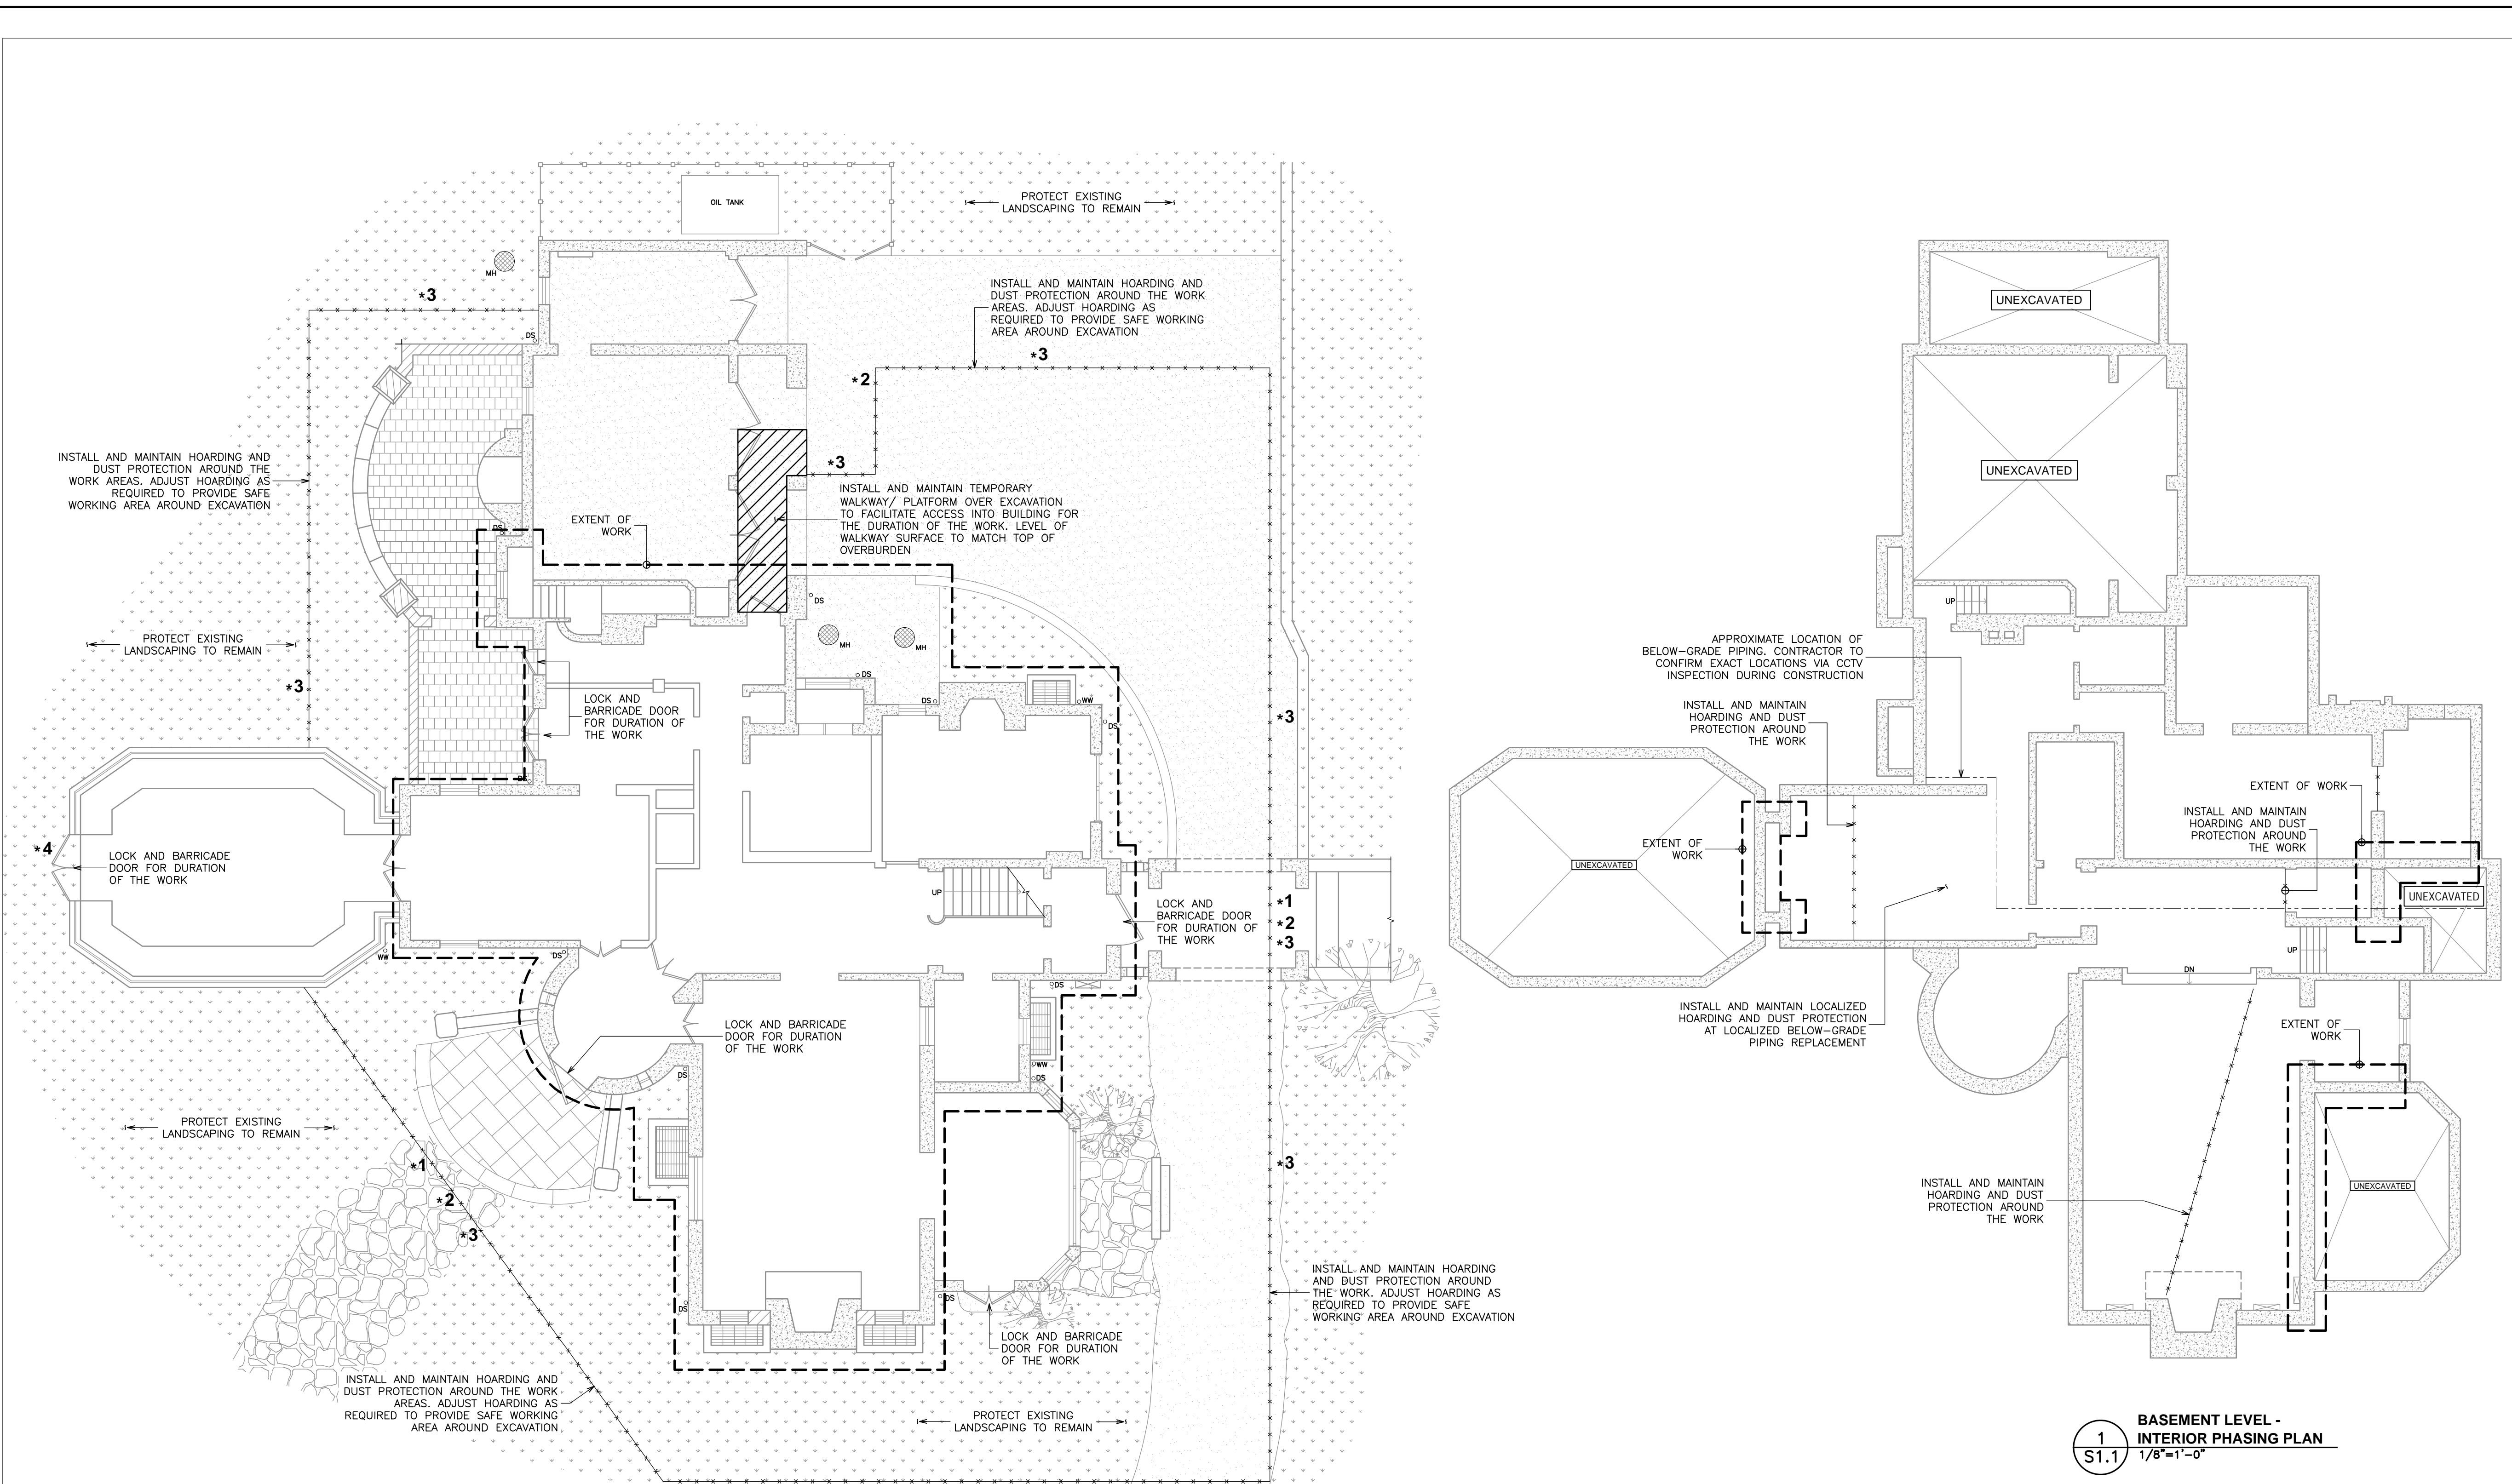 OIL TANK
PROTECT EXISTING
LANDSCAPING TO REMAIN
MH
*3
INSTALL AND MAINTAIN HOARDING AND
DUST PROTECTION AROUND THE WORK
AREAS. ADJUST HOARDING AS
REQUIRED TO PROVIDE SAFE WORKING
AREA AROUND EXCAVATION
DS
*3
*2
INSTALL AND MAINTAIN HOARDING AND
DUST PROTECTION AROUND THE
WORK AREAS. ADJUST HOARDING AS
REQUIRED TO PROVIDE SAFE
WORKING AREA AROUND EXCAVATION
*3
INSTALL AND MAINTAIN TEMPORARY
WALKWAY/ PLATFORM OVER EXCAVATION
TO FACILITATE ACCESS INTO BUILDING FOR
THE DURATION OF THE WORK. LEVEL OF
WALKWAY SURFACE TO MATCH TOP OF
OVERBURDEN
EXTENT OF
WORK
DS
DS
MH
MH
PROTECT EXISTING
LANDSCAPING TO REMAIN
*3
DS
DS
WW
DS
*3
LOCK AND
BARRICADE DOOR
FOR DURATION OF
THE WORK
DS
*4
LOCK AND BARRICADE
DOOR FOR DURATION
OF THE WORK
UP
LOCK AND
BARRICADE DOOR
FOR DURATION OF
THE WORK
*1
*2
*3
WW
DS
DS
LOCK AND BARRICADE
DOOR FOR DURATION
OF THE WORK
WW
DS
DS
PROTECT EXISTING
LANDSCAPING TO REMAIN
*1
*2
*3
*3
DS
DS
INSTALL AND MAINTAIN HOARDING
AND DUST PROTECTION AROUND
THE WORK. ADJUST HOARDING AS
REQUIRED TO PROVIDE SAFE
WORKING AREA AROUND EXCAVATION
LOCK AND BARRICADE
DOOR FOR DURATION
OF THE WORK
INSTALL AND MAINTAIN HOARDING AND
DUST PROTECTION AROUND THE WORK
AREAS. ADJUST HOARDING AS
REQUIRED TO PROVIDE SAFE WORKING
AREA AROUND EXCAVATION
PROTECT EXISTING
LANDSCAPING TO REMAIN
UNEXCAVATED
UNEXCAVATED
UP
APPROXIMATE LOCATION OF
BELOW-GRADE PIPING. CONTRACTOR TO
CONFIRM EXACT LOCATIONS VIA CCTV
INSPECTION DURING CONSTRUCTION
INSTALL AND MAINTAIN
HOARDING AND DUST
PROTECTION AROUND
THE WORK
EXTENT OF WORK
INSTALL AND MAINTAIN
HOARDING AND DUST
PROTECTION AROUND
THE WORK
EXTENT OF
WORK
UNEXCAVATED
UNEXCAVATED
UP
DN
INSTALL AND MAINTAIN LOCALIZED
HOARDING AND DUST PROTECTION
AT LOCALIZED BELOW-GRADE
PIPING REPLACEMENT
EXTENT OF
WORK
UNEXCAVATED
INSTALL AND MAINTAIN
HOARDING AND DUST
PROTECTION AROUND
THE WORK
1
S1.1
BASEMENT LEVEL -
INTERIOR PHASING PLAN
1/8"=1'-0"